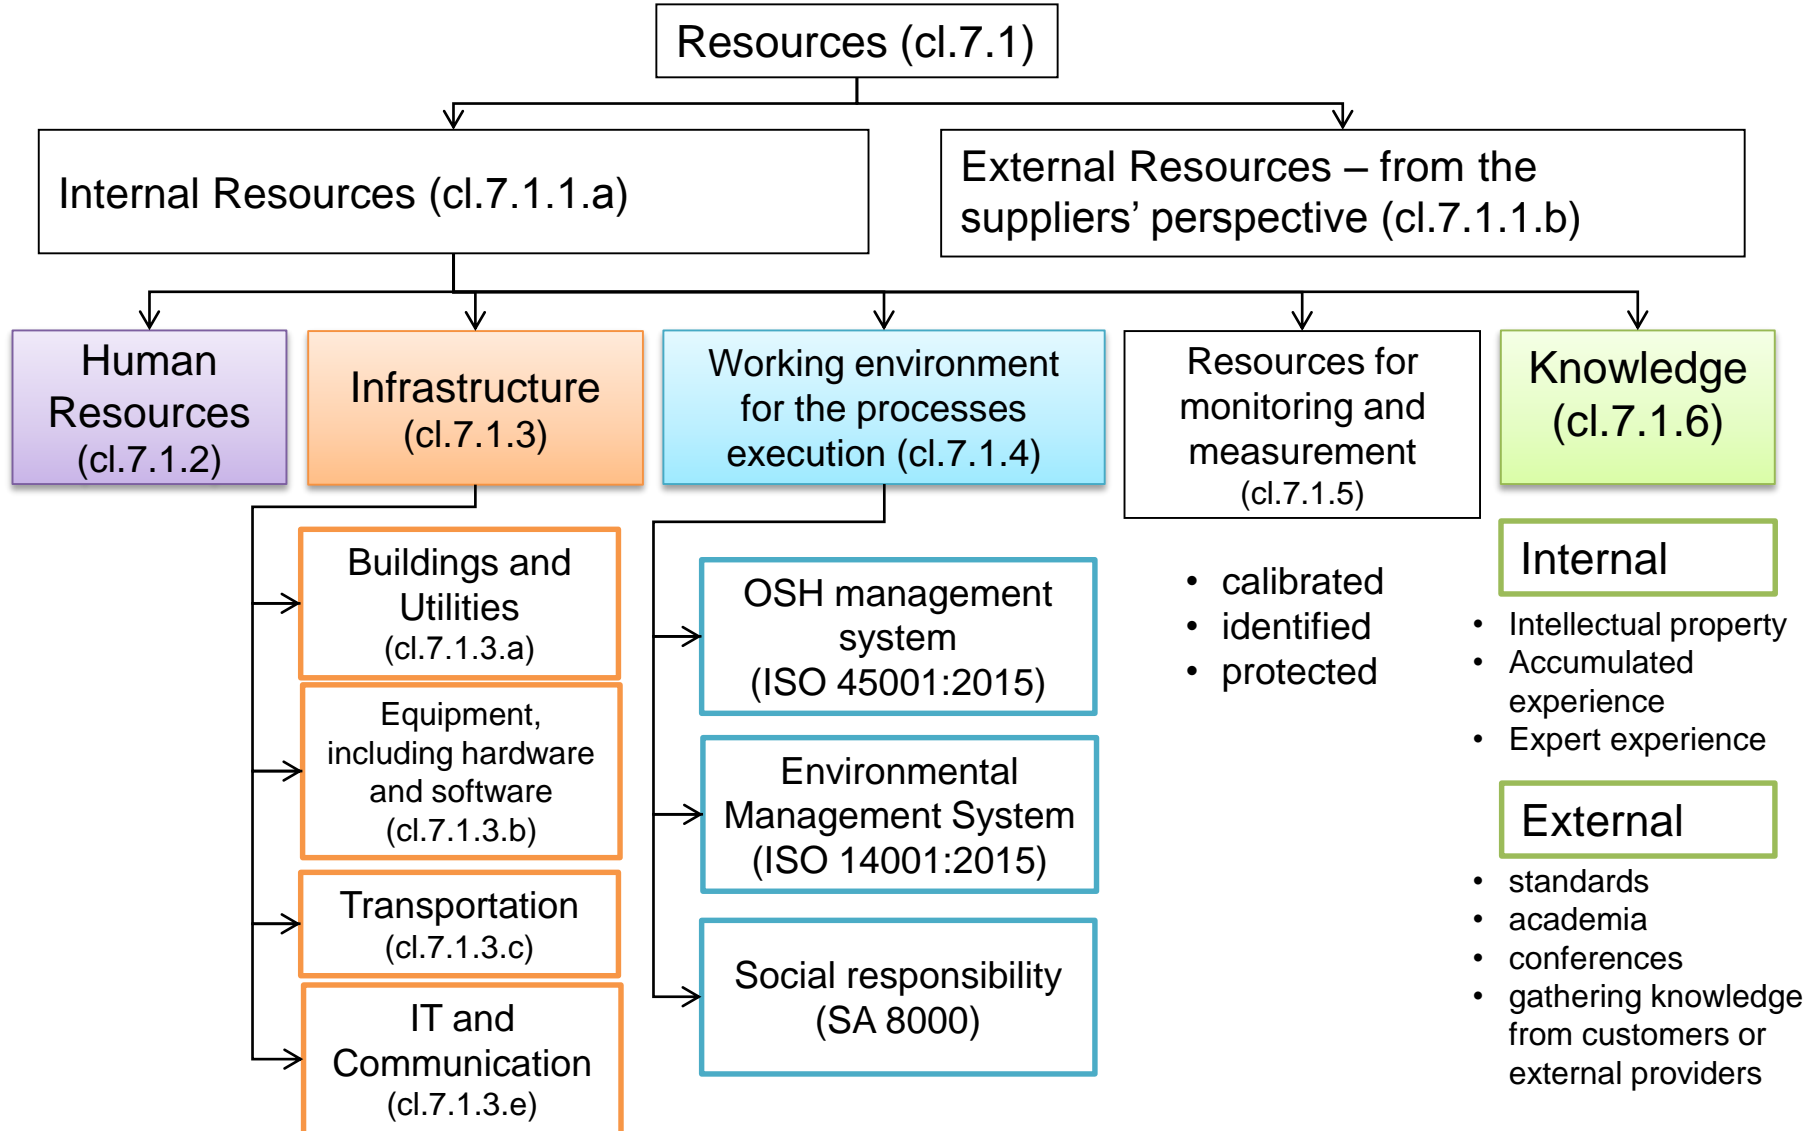 Resources (cl.7.1)
Internal Resources (cl.7.1.1.a)
External Resources – from the
suppliers’ perspective (cl.7.1.1.b)
Human
Resources
(cl.7.1.2)
Infrastructure
(cl.7.1.3)
Working environment
for the processes
execution (cl.7.1.4)
Resources for
monitoring and
measurement
(cl.7.1.5)
Knowledge
(cl.7.1.6)
Buildings and
Utilities
(cl.7.1.3.a)
Equipment,
including hardware
and software
(cl.7.1.3.b)
Transportation
(cl.7.1.3.c)
IT and
Communication
(cl.7.1.3.e)
OSH management
system
(ISO 45001:2015)
Environmental
Management System
(ISO 14001:2015)
Social responsibility
(SA 8000)
• calibrated
• identified
• protected
Internal
• Intellectual property
• Accumulated
experience
• Expert experience
External
• standards
• academia
• conferences
• gathering knowledge
from customers or
external providers